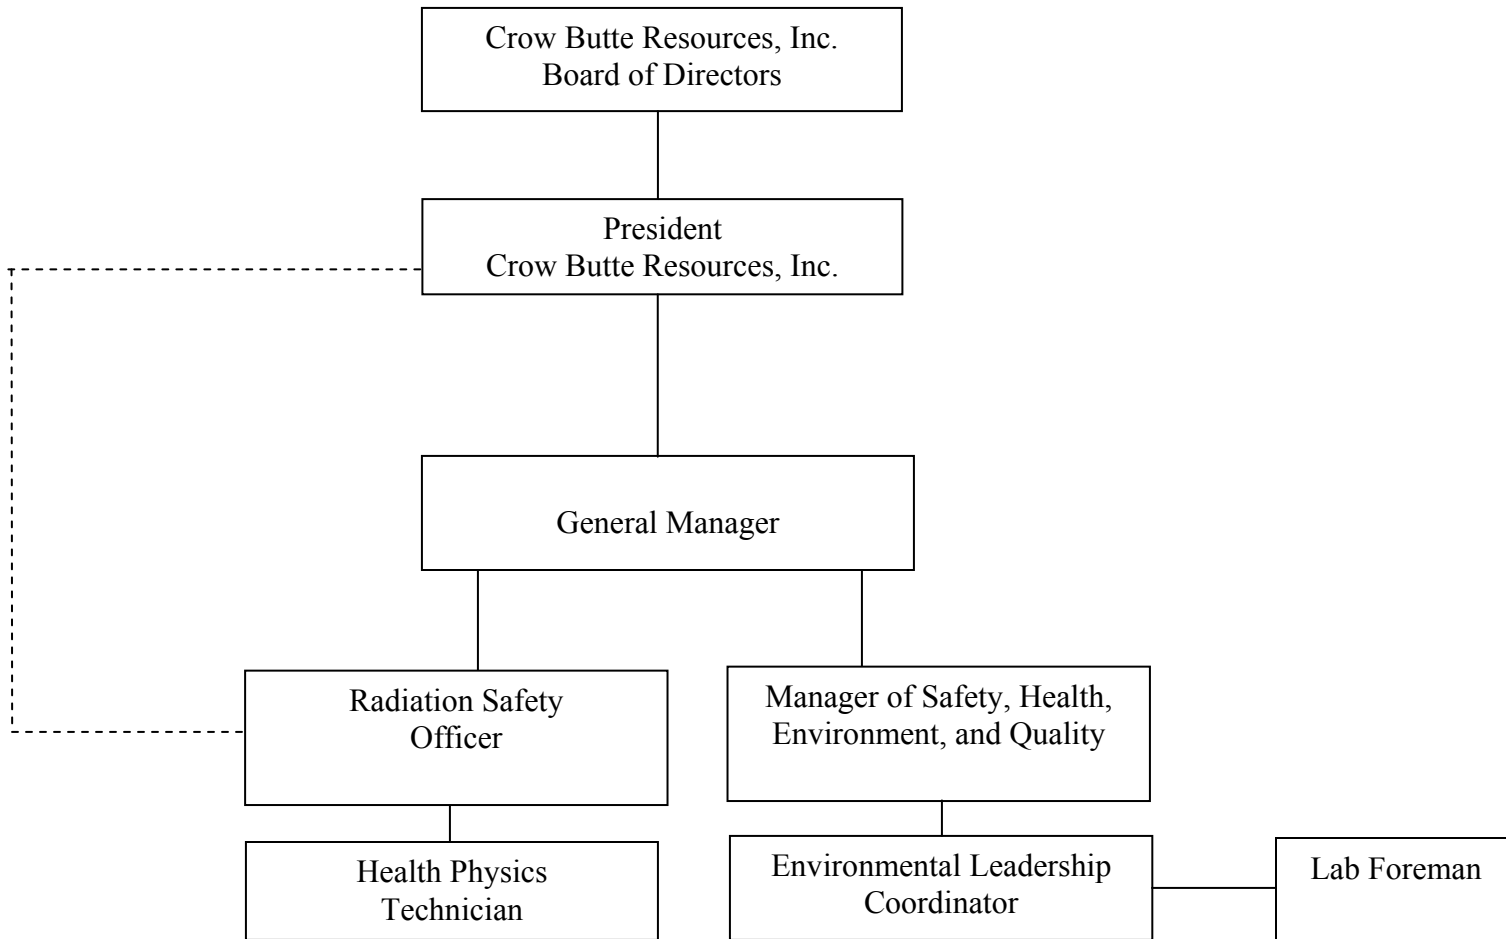 Crow Butte Resources, Inc.
Board of Directors
President
Crow Butte Resources, Inc.
General Manager
Radiation Safety
Officer
Manager of Safety, Health,
Environment, and Quality
Health Physics
Technician
Environmental Leadership
Coordinator
Lab Foreman